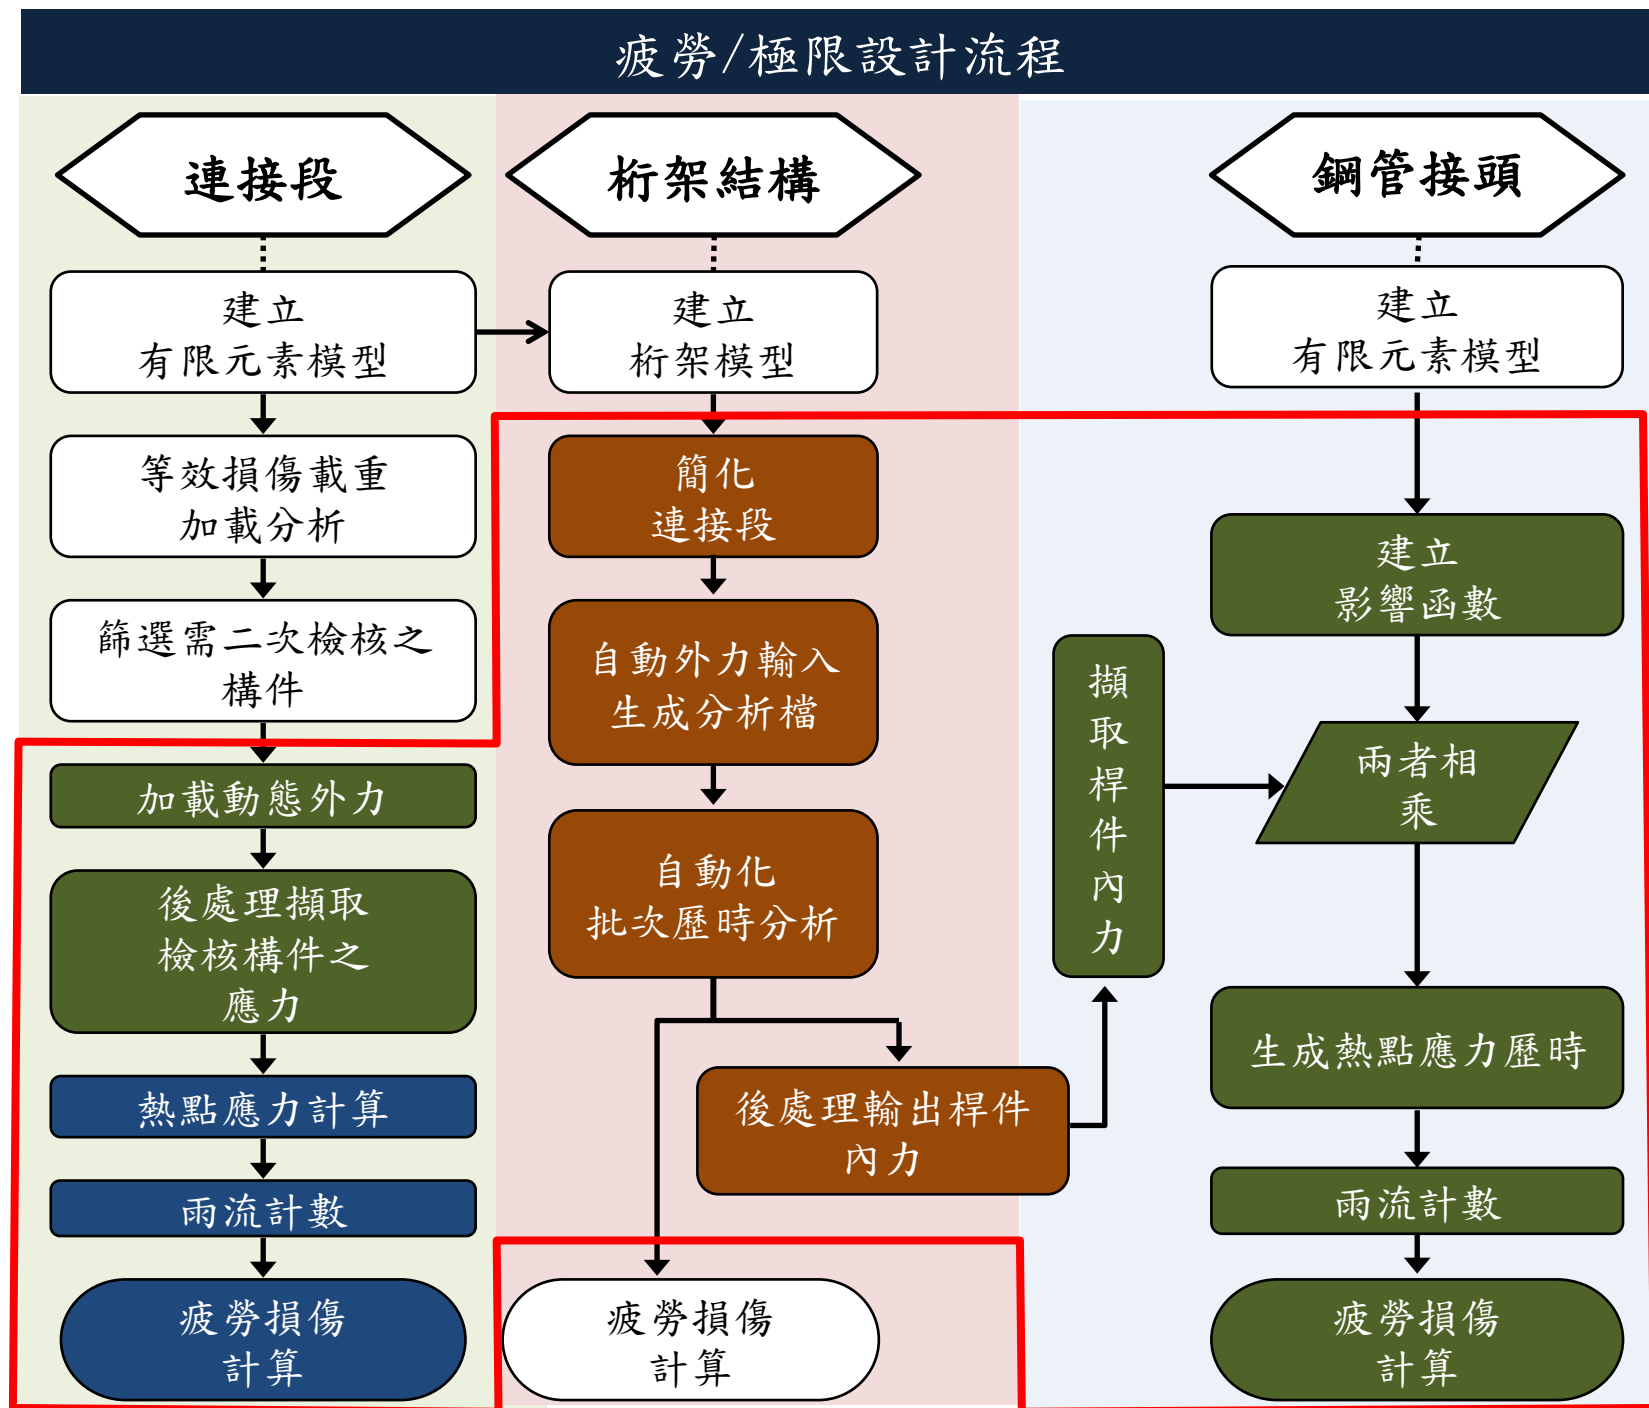 疲勞/極限設計流程
連接段
建立
有限元素模型
等效損傷載重
加載分析
篩選需二次檢核之
構件
加載動態外力
後處理擷取
檢核構件之
應力
熱點應力計算
雨流計數
疲勞損傷
計算
桁架結構
建立
桁架模型
簡化
連接段
自動外力輸入
生成分析檔
自動化
批次歷時分析
後處理輸出桿件
內力
疲勞損傷
計算
鋼管接頭
建立
有限元素模型
建立
影響函數
擷
取
桿
件
內
力
兩者相
乘
生成熱點應力歷時
雨流計數
疲勞損傷
計算